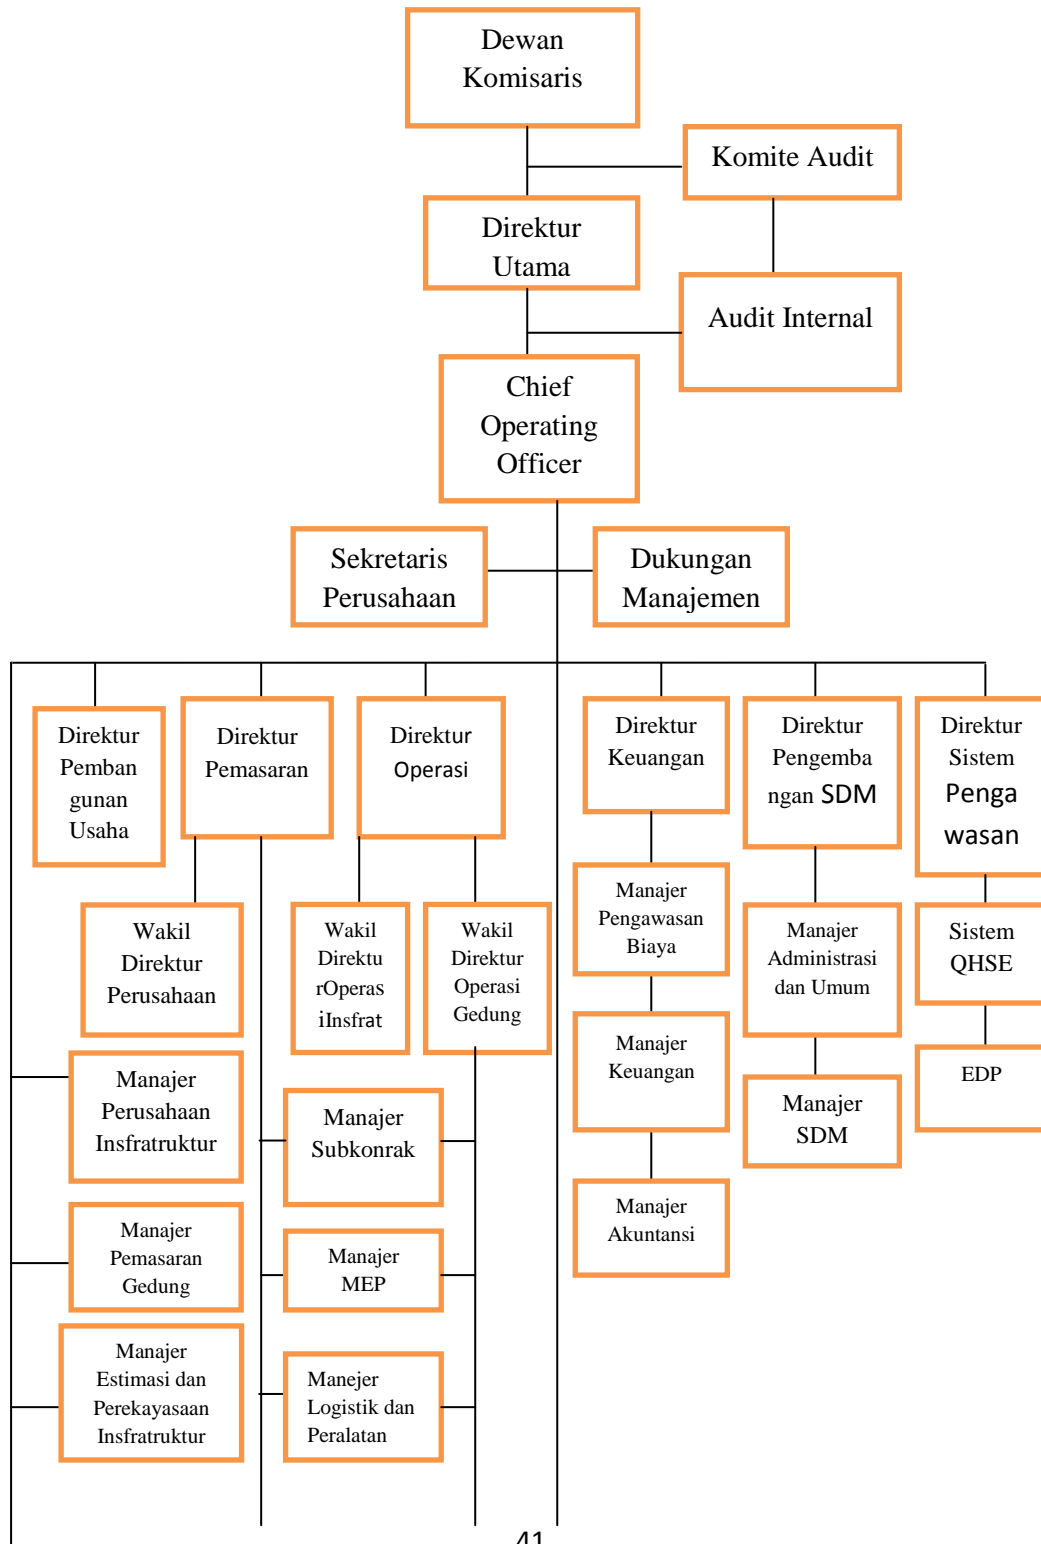 Dewan
Komisaris
Komite Audit
Direktur
Utama
Audit Internal
Chief
Operating
Officer
Sekretaris
Perusahaan
Dukungan
Manajemen
Direktur
Pemban
gunan
Usaha
Direktur
Pemasaran
Direktur
Operasi
Direktur
Keuangan
Direktur
Pengemba
ngan SDM
Direktur
Sistem
Penga
wasan
Wakil
Direktur
Perusahaan
Wakil
Direktu
rOperas
iInsfrat
Wakil
Direktur
Operasi
Gedung
Manajer
Pengawasan
Biaya
Manajer
Administrasi
dan Umum
Sistem
QHSE
Manajer
Keuangan
Manajer
SDM
EDP
Manajer
Akuntansi
Manajer
Perusahaan
Insfratruktur
Manajer
Subkonrak
Manajer
Pemasaran
Gedung
Manajer
MEP
Manajer
Estimasi dan
Perekayasaan
Insfratruktur
Manejer
Logistik dan
Peralatan
41